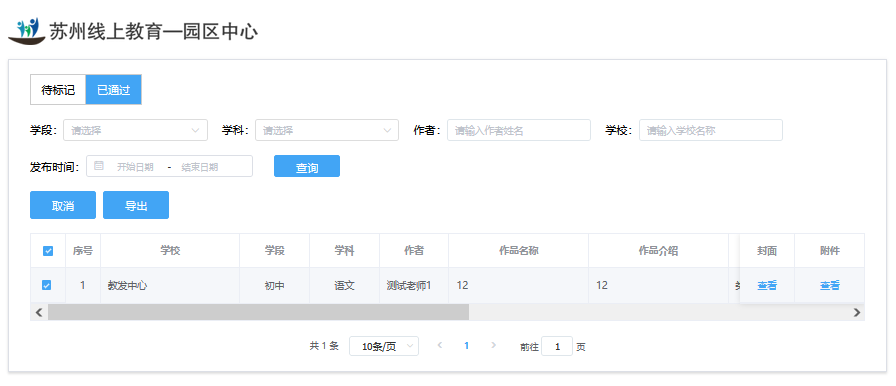 苏州线上教育—园区中心
待标记 已通过
学段： 请选择 学科： 请选择 作者： 请输入作者姓名 学校： 请输入学校名称
发布时间： 开始日期 - 结束日期 查询
取消 导出
序号 学校 学段 学科 作者 作品名称 作品介绍 封面 附件
1 教发中心 初中 语文 测试老师1 12 12 查看 查看
共 1 条 10条/页 1 前往 1 页